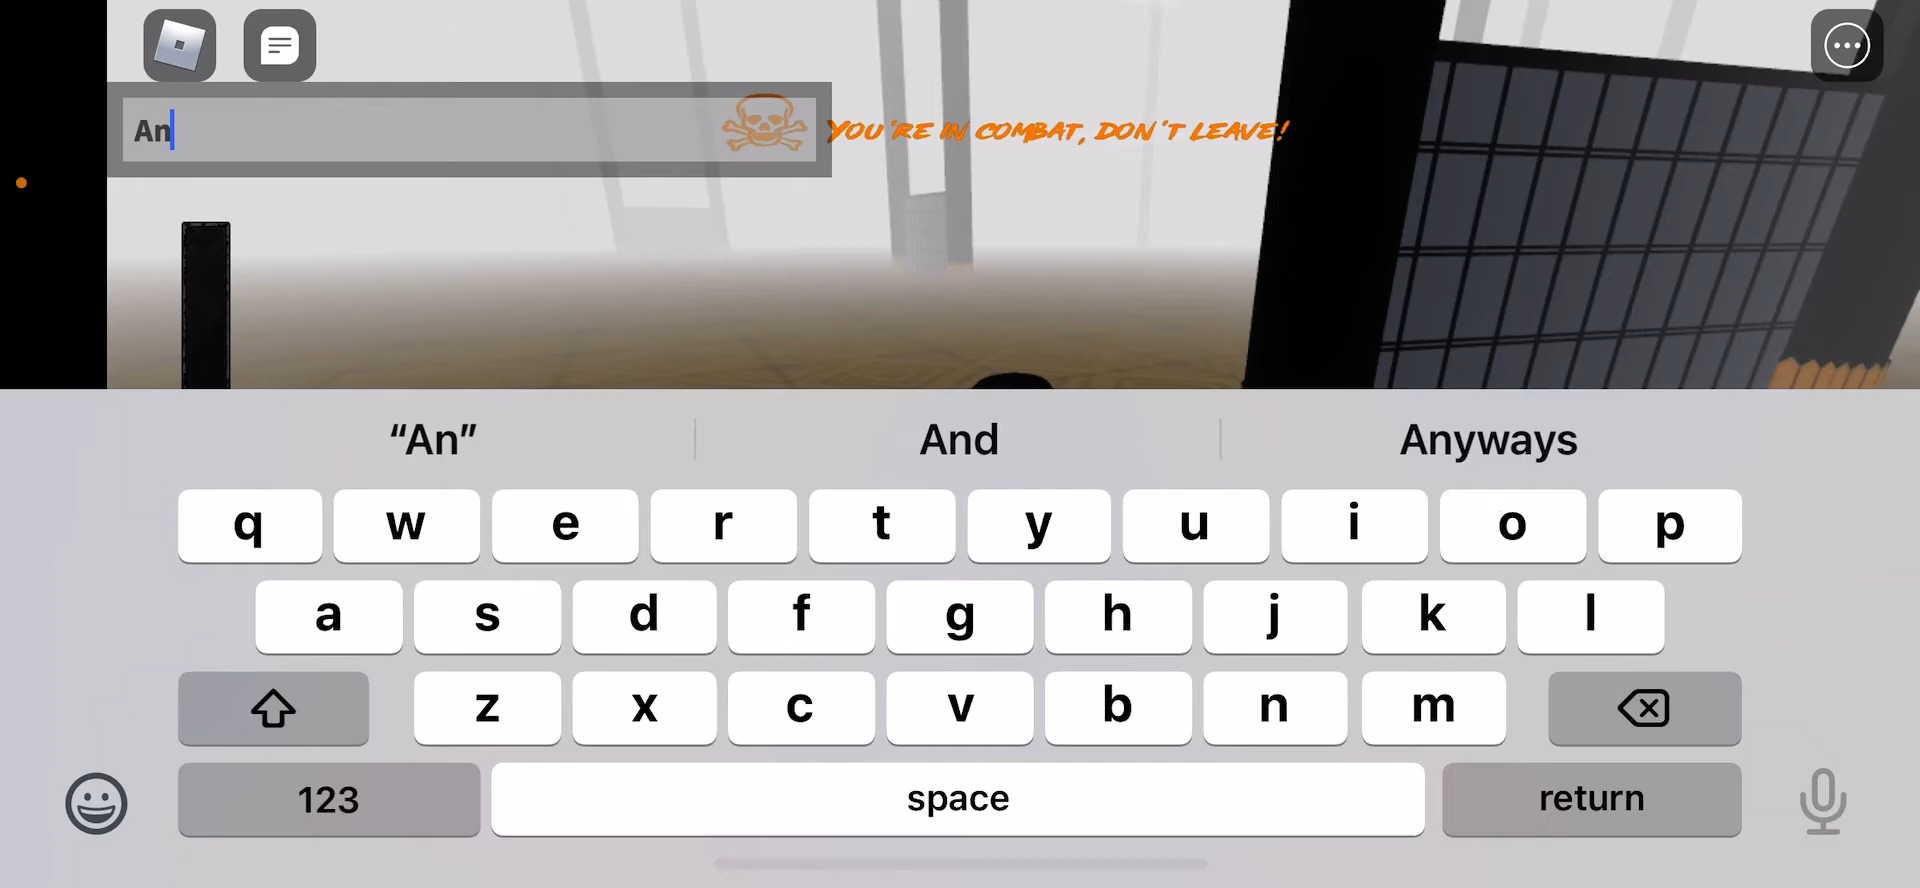 An
YOU'RE IN COMBAT, DON'T LEAVE!
“An” And Anyways
q w e r t y u i o p
a s d f g h j k l
z x c v b n m
123 space return